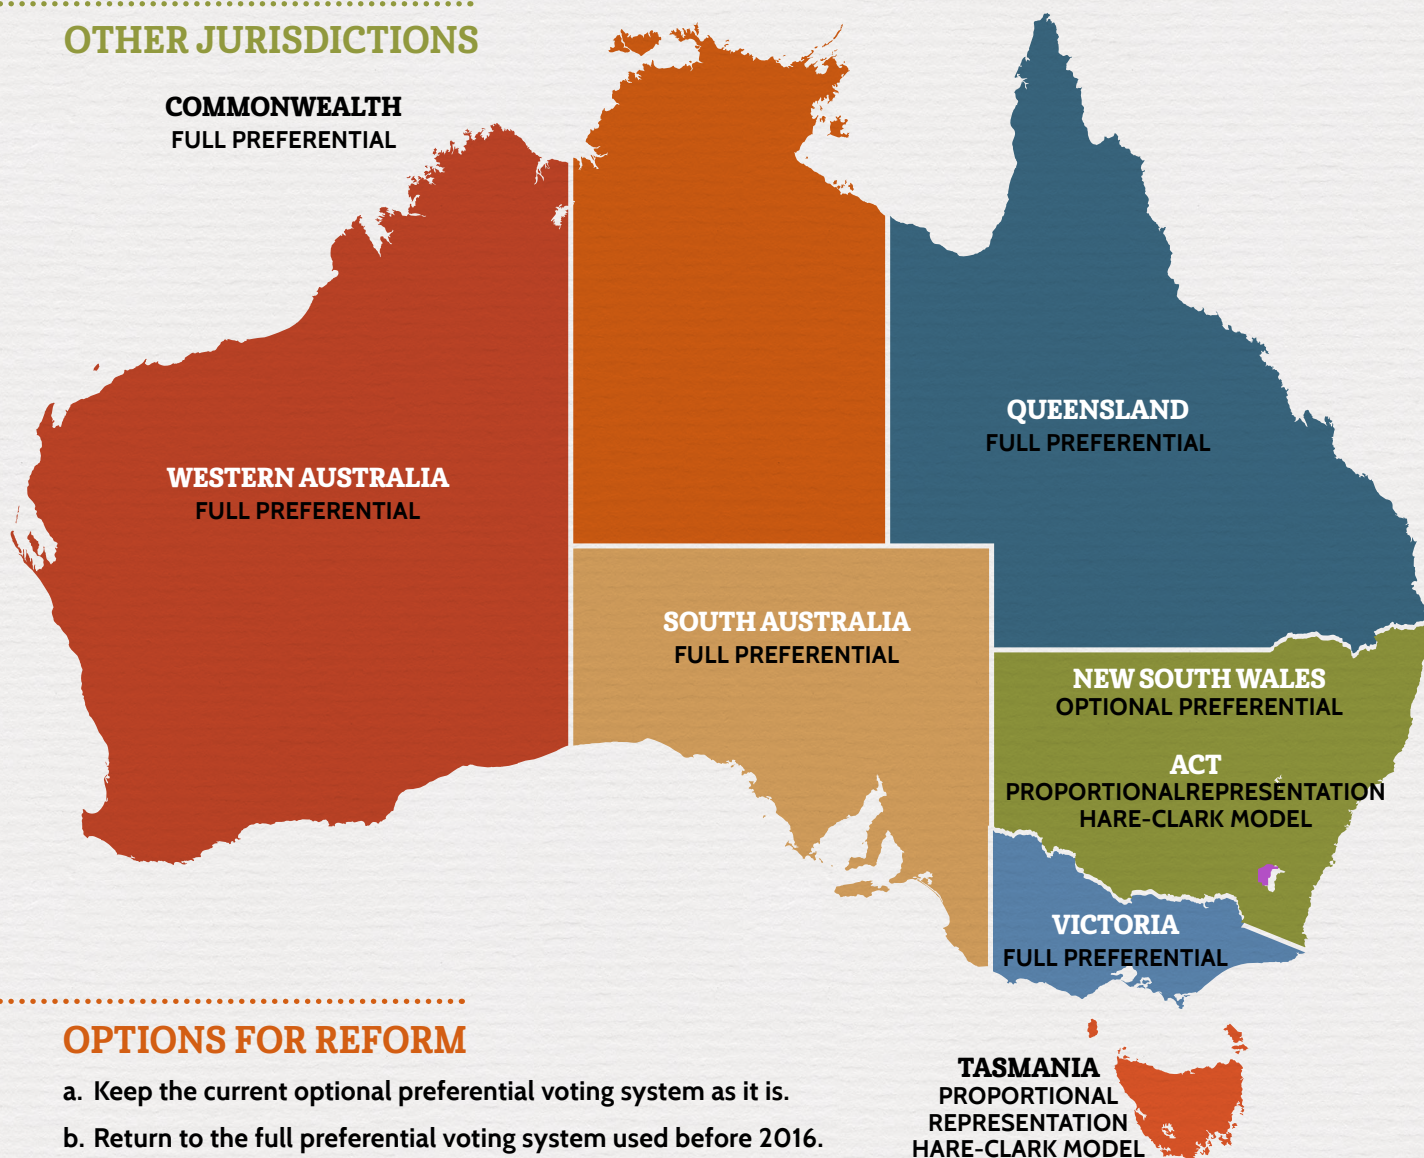 OTHER JURISDICTIONS
COMMONWEALTH
FULL PREFERENTIAL
QUEENSLAND
FULL PREFERENTIAL
WESTERN AUSTRALIA
FULL PREFERENTIAL
SOUTH AUSTRALIA
FULL PREFERENTIAL
NEW SOUTH WALES
OPTIONAL PREFERENTIAL
ACT
PROPORTIONALREPRESENTATION
HARE-CLARK MODEL
VICTORIA
FULL PREFERENTIAL
TASMANIA
PROPORTIONAL
REPRESENTATION
HARE-CLARK MODEL
OPTIONS FOR REFORM
a. Keep the current optional preferential voting system as it is.
b. Return to the full preferential voting system used before 2016.